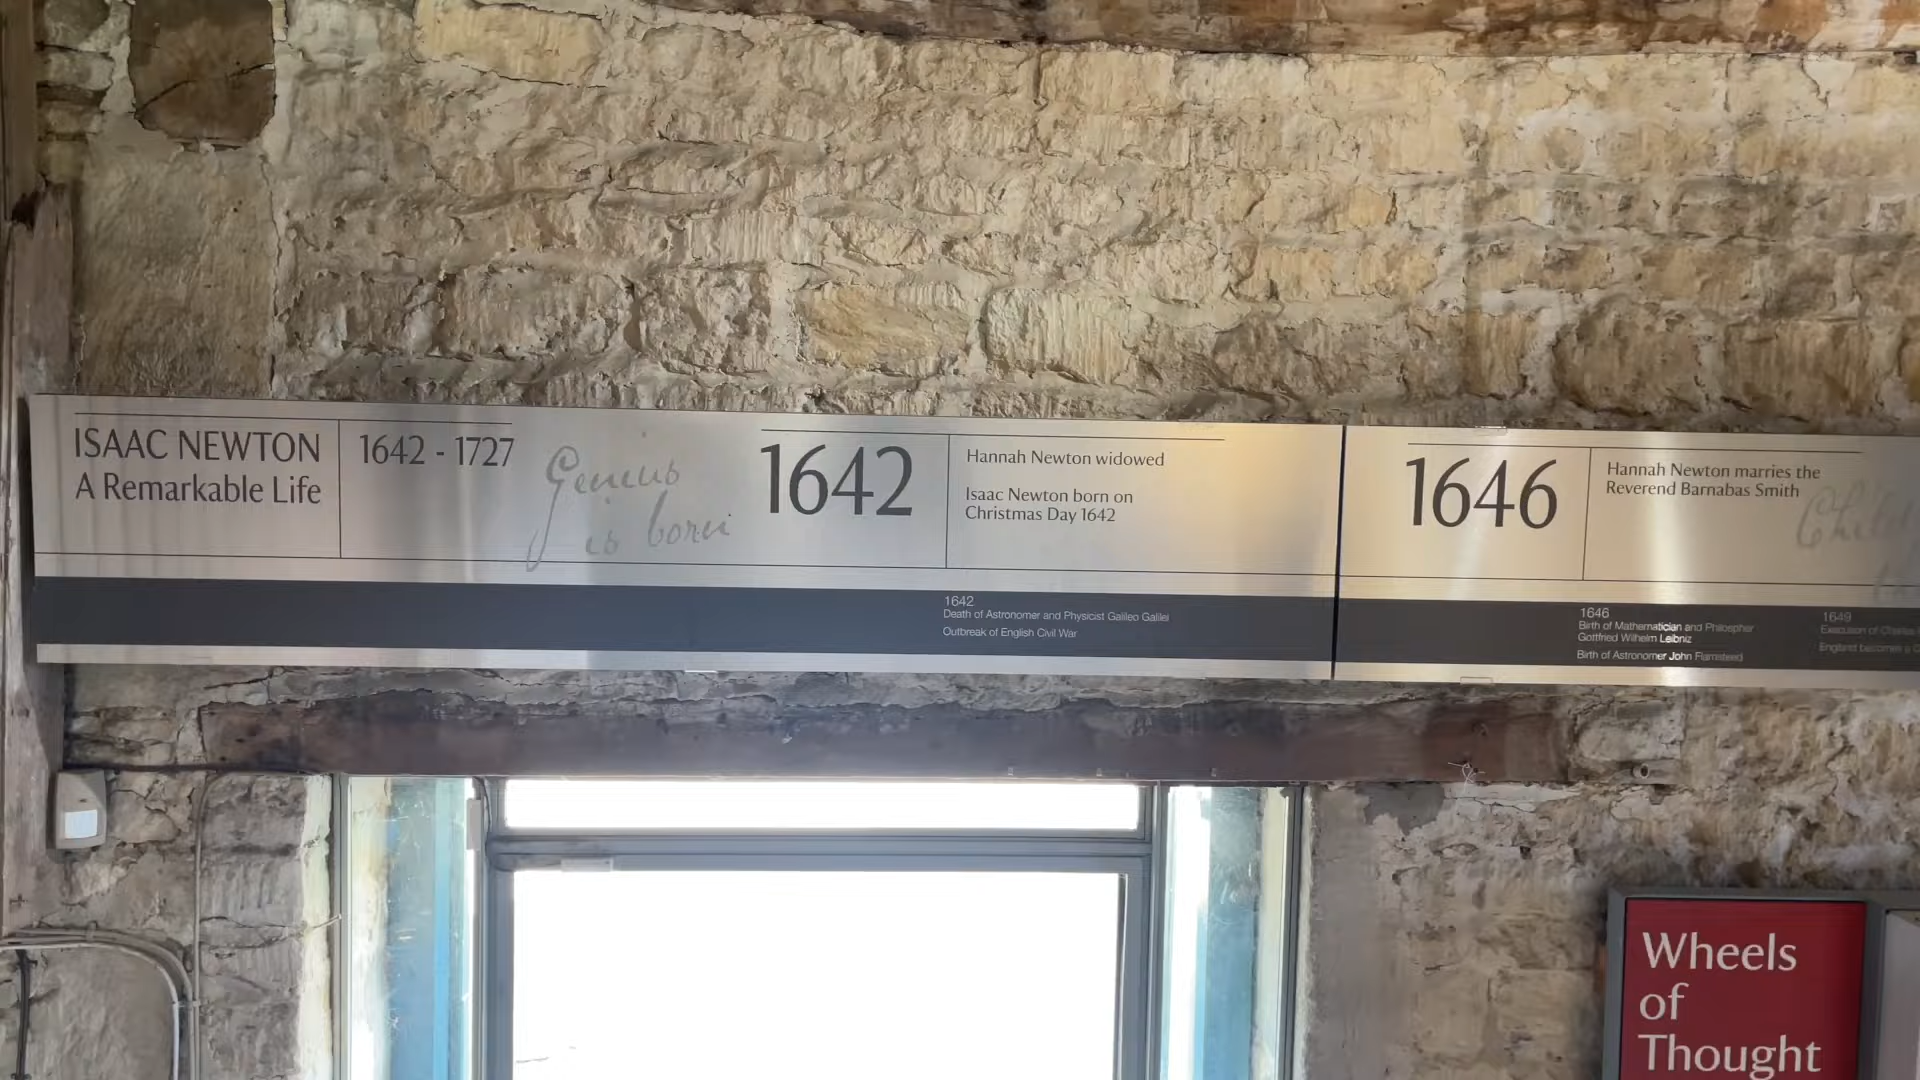 ISAAC NEWTON
A Remarkable Life
1642 - 1727
Genius
is born
1642
Hannah Newton widowed
Isaac Newton born on
Christmas Day 1642
1642
Death of Astronomer and Physicist Galileo Galilei
Outbreak of English Civil War
1646
Hannah Newton marries the
Reverend Barnabas Smith
1646
Birth of Mathematician and Philospher
Gottfried Wilhelm Leibniz
Birth of Astronomer John Flamsteed
1649
Execution of Charles
England becomes a
Wheels
of
Thought